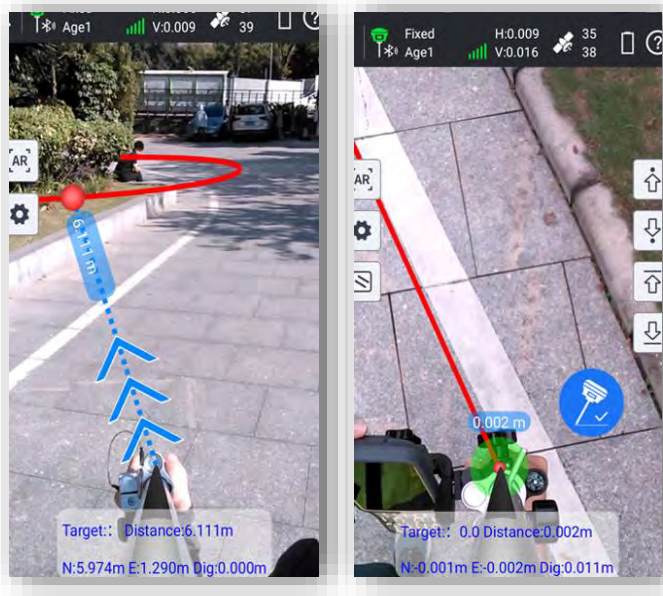 Age1
V:0.009
39
AR
6.111 m
Target:: Distance:6.111m
N:5.974m E:1.290m Dig:0.000m
Fixed
H:0.009
35
Age1
V:0.016
38
AR
0.002 m
Target:: 0.0 Distance:0.002m
N:-0.001m E:-0.002m Dig:0.011m